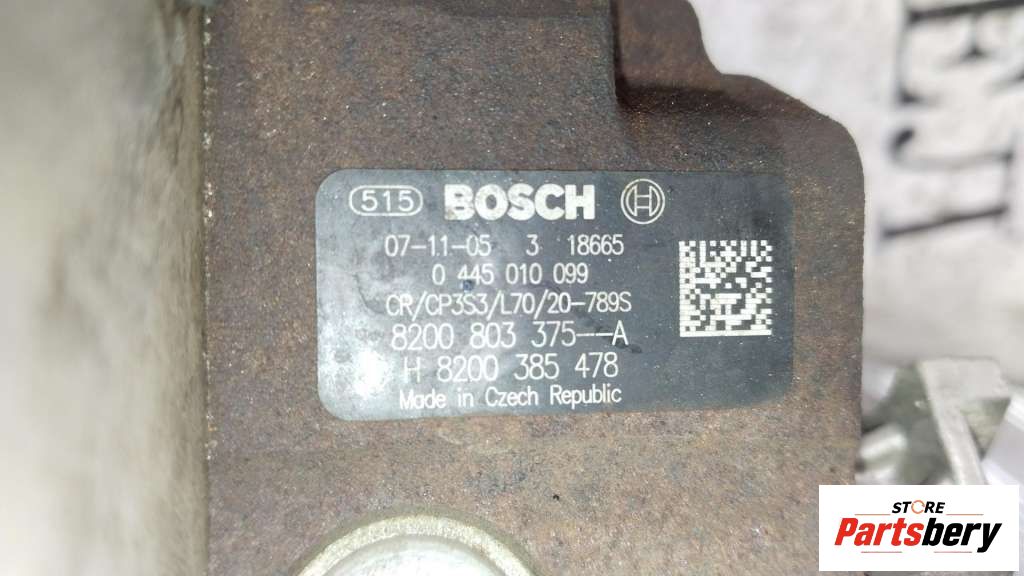 515 BOSCH
07-11-05 3 18665
0 445 010 099
CR/CP3S3/L70/20-789S
8200 803 375--A
H 8200 385 478
Made in Czech Republic
STORE
Partsbery